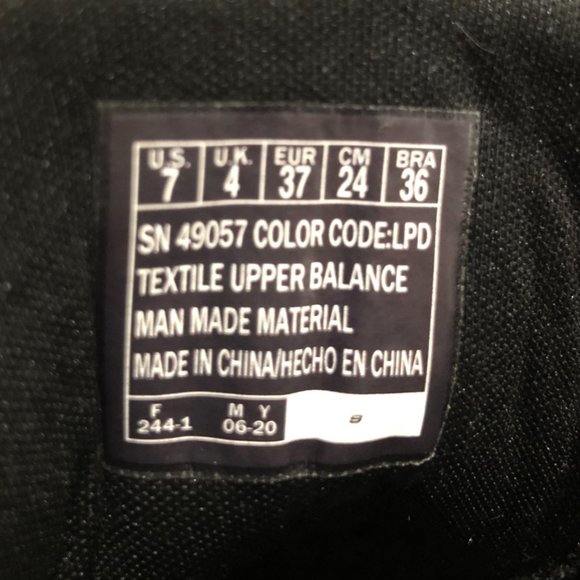 U.S. U.K. EUR CM BRA
7 4 37 24 36
SN 49057 COLOR CODE:LPD
TEXTILE UPPER BALANCE
MAN MADE MATERIAL
MADE IN CHINA/HECHO EN CHINA
F M Y
244-1 06-20